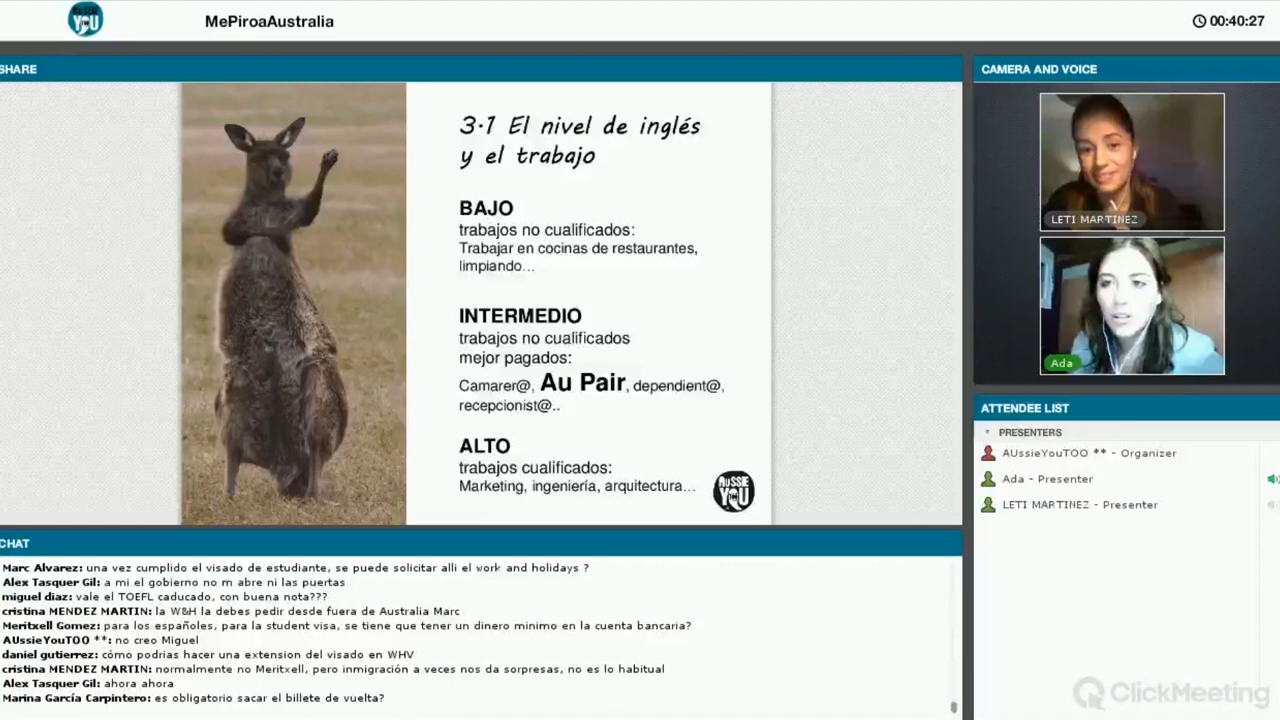 AUSSIE
YOU
TOO
MePiroaAustralia
00:40:27
SHARE
3.1 El nivel de inglés
y el trabajo
BAJO
trabajos no cualificados:
Trabajar en cocinas de restaurantes,
limpiando...
INTERMEDIO
trabajos no cualificados
mejor pagados:
Camarer@, Au Pair, dependient@,
recepcionist@..
ALTO
trabajos cualificados:
Marketing, ingeniería, arquitectura...
AUSSIE
YOU
TOO
CAMERA AND VOICE
LETI MARTINEZ
Ada
ATTENDEE LIST
PRESENTERS
AUssieYouTOO ** - Organizer
Ada - Presenter
LETI MARTINEZ - Presenter
CHAT
Marc Alvarez: una vez cumplido el visado de estudiante, se puede solicitar alli el work and holidays ?
Alex Tasquer Gil: a mi el gobierno no m abre ni las puertas
miguel diaz: vale el TOEFL caducado, con buena nota???
cristina MENDEZ MARTIN: la W&H la debes pedir desde fuera de Australia Marc
Meritxell Gomez: para los españoles, para la student visa, se tiene que tener un dinero minimo en la cuenta bancaria?
AUssieYouTOO **: no creo Miguel
daniel gutierrez: cómo podrias hacer una extension del visado en WHV
cristina MENDEZ MARTIN: normalmente no Meritxell, pero inmigración a veces nos da sorpresas, no es lo habitual
Alex Tasquer Gil: ahora ahora
Marina García Carpintero: es obligatorio sacar el billete de vuelta?
ClickMeeting